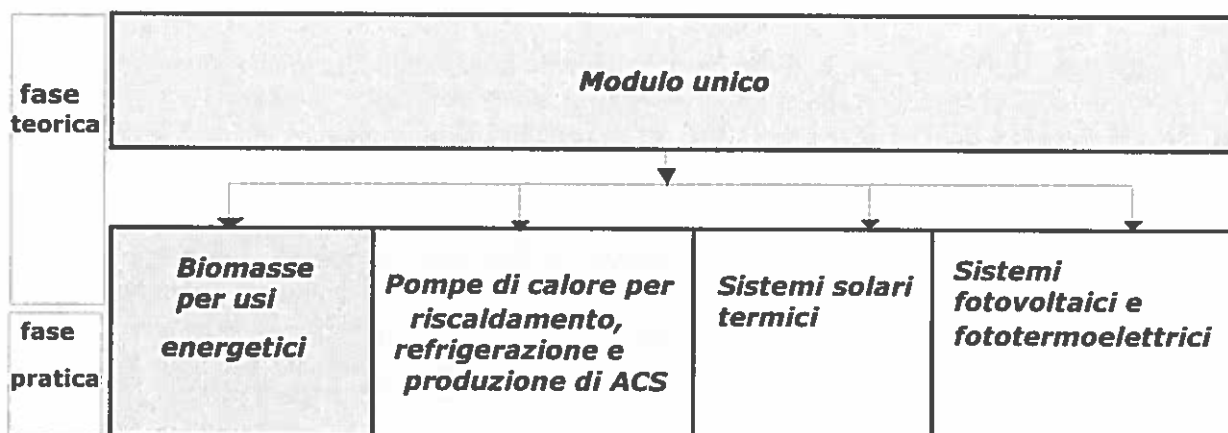 fase
teorica
Modulo unico
fase
pratica
Biomasse
per usi
energetici
Pompe di calore per
riscaldamento,
refrigerazione e
produzione di ACS
Sistemi solari
termici
Sistemi
fotovoltaici e
fototermoelettrici